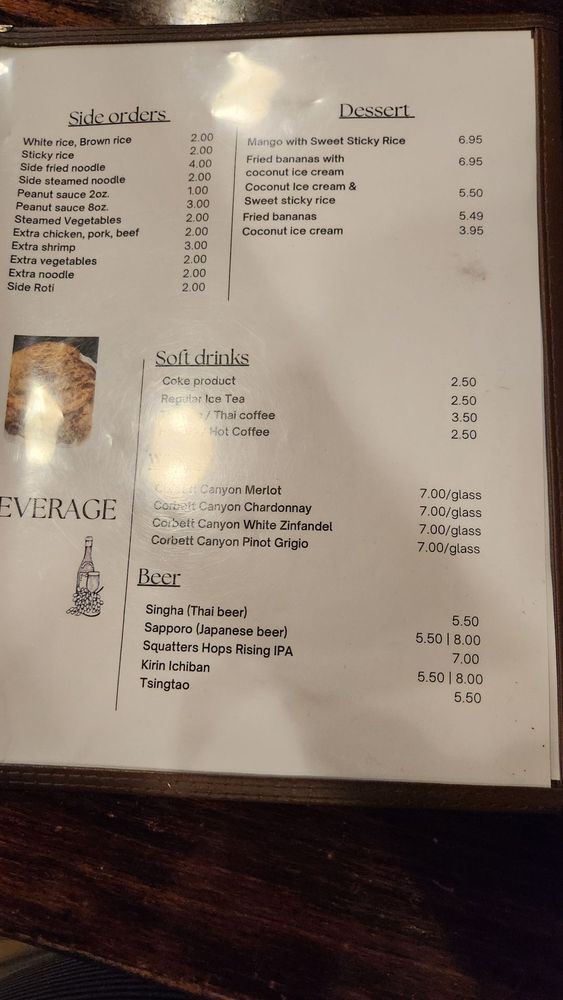 Side orders
White rice, Brown rice 2.00
Sticky rice 2.00
Side fried noodle 4.00
Side steamed noodle 2.00
Peanut sauce 2oz. 1.00
Peanut sauce 8oz. 3.00
Steamed Vegetables 2.00
Extra chicken, pork, beef 2.00
Extra shrimp 3.00
Extra vegetables 2.00
Extra noodle 2.00
Side Roti 2.00
Dessert
Mango with Sweet Sticky Rice 6.95
Fried bananas with 6.95
coconut ice cream
Coconut Ice cream & 5.50
Sweet sticky rice
Fried bananas 5.49
Coconut ice cream 3.95
Soft drinks
Coke product 2.50
Regular Ice Tea 2.50
/ Thai coffee 3.50
Hot Coffee 2.50
EVERAGE
Canyon Merlot 7.00/glass
Corbett Canyon Chardonnay 7.00/glass
Corbett Canyon White Zinfandel 7.00/glass
Corbett Canyon Pinot Grigio 7.00/glass
Beer
Singha (Thai beer) 5.50
Sapporo (Japanese beer) 5.50 | 8.00
Squatters Hops Rising IPA 7.00
Kirin Ichiban 5.50 | 8.00
Tsingtao 5.50